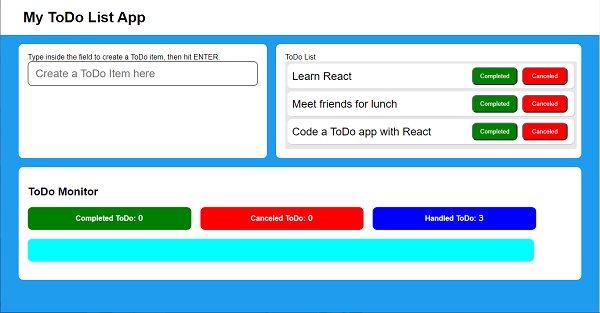 My ToDo List App
Type inside the field to create a ToDo item, then hit ENTER.
Create a ToDo Item here
ToDo List
Learn React
Completed
Canceled
Meet friends for lunch
Completed
Canceled
Code a ToDo app with React
Completed
Canceled
ToDo Monitor
Completed ToDo: 0
Canceled ToDo: 0
Handled ToDo: 3